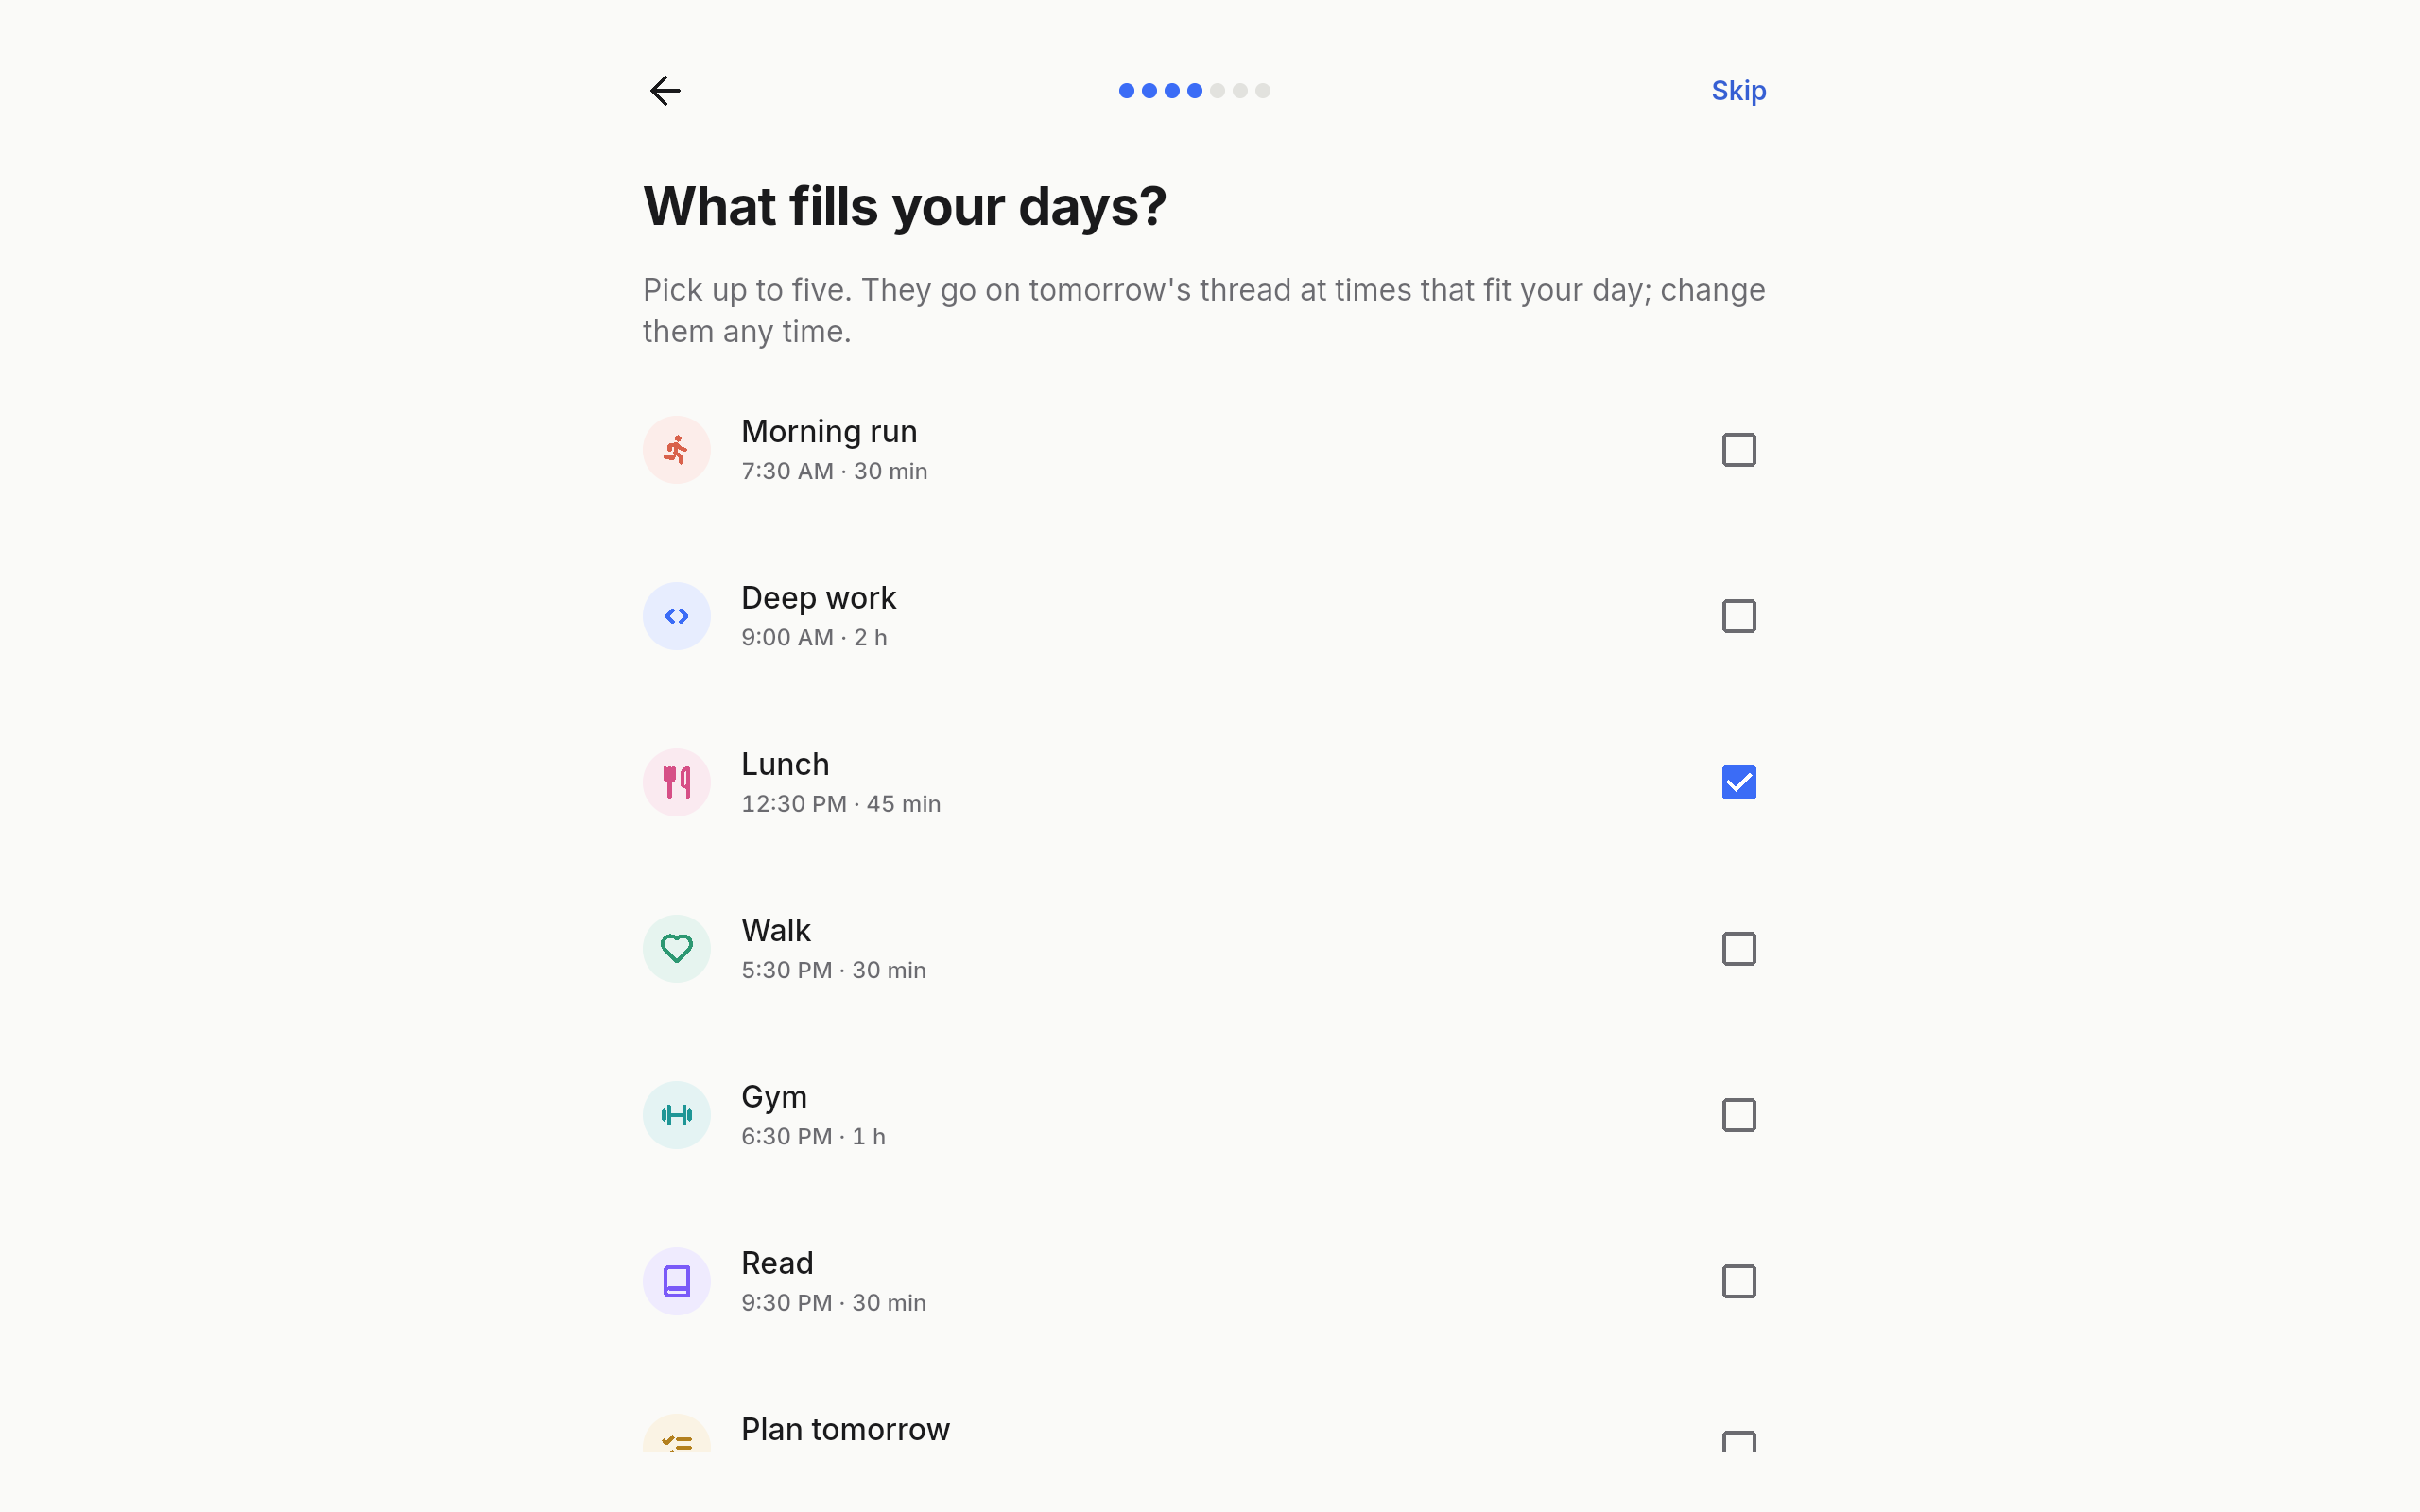 Skip
What fills your days?
Pick up to five. They go on tomorrow's thread at times that fit your day; change
them any time.
Morning run
7:30 AM · 30 min
Deep work
9:00 AM · 2 h
Lunch
12:30 PM · 45 min
Walk
5:30 PM · 30 min
Gym
6:30 PM · 1 h
Read
9:30 PM · 30 min
Plan tomorrow